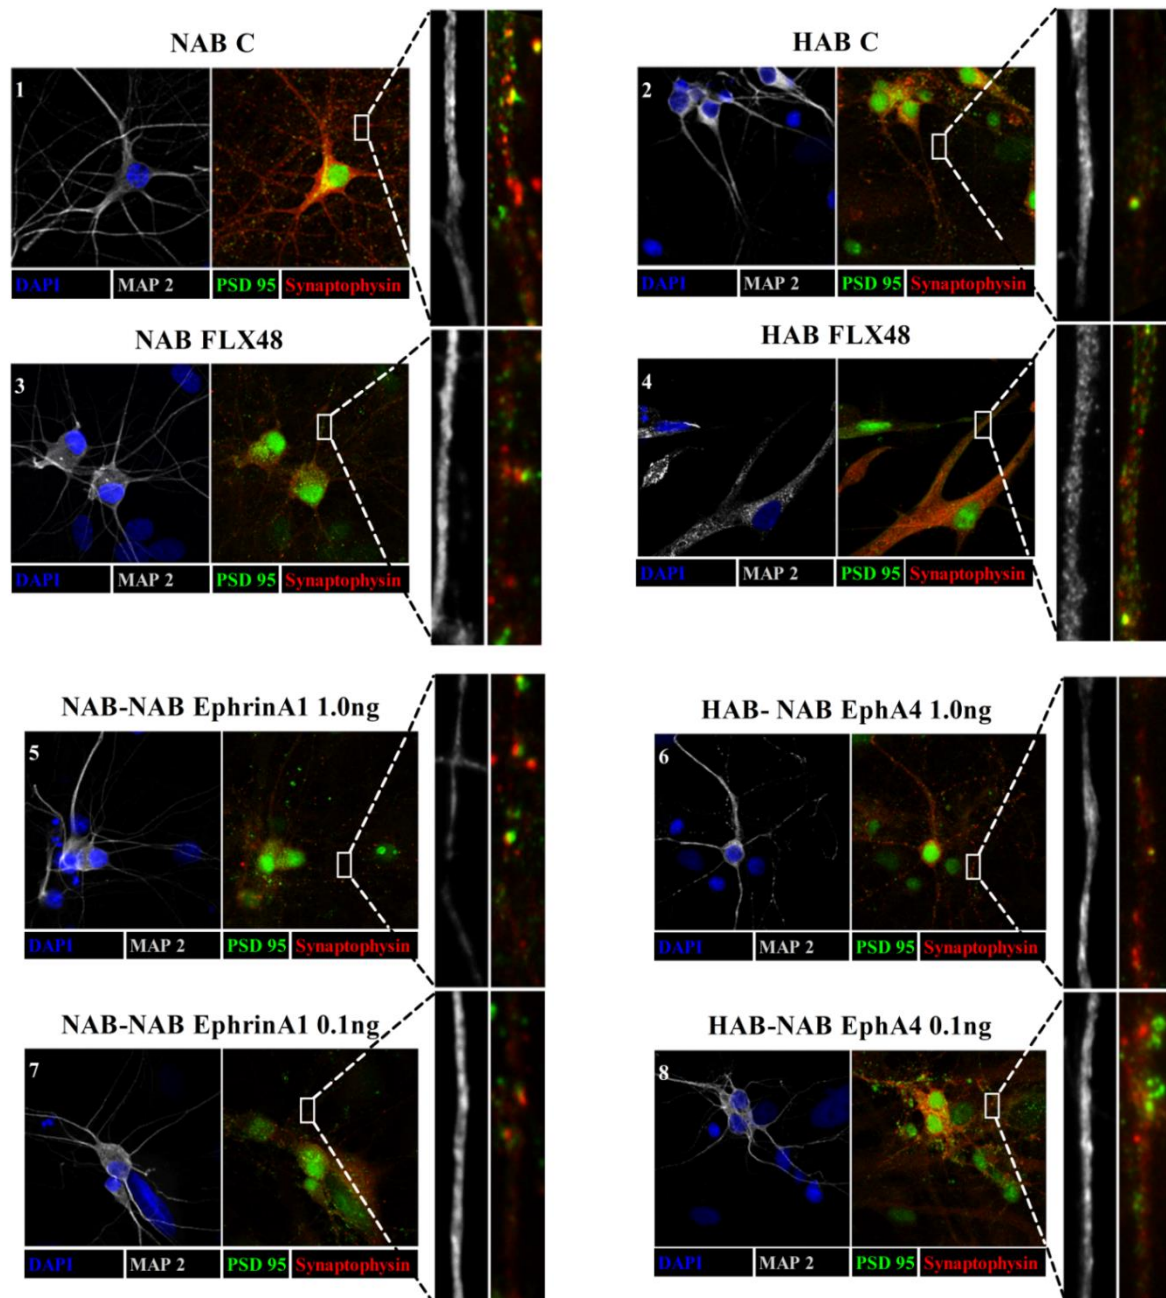 NAB C
HAB C
1
2
DAPI MAP 2 PSD 95 Synaptophysin
DAPI MAP 2 PSD 95 Synaptophysin
NAB FLX48
HAB FLX48
3
4
DAPI MAP 2 PSD 95 Synaptophysin
DAPI MAP 2 PSD 95 Synaptophysin
NAB-NAB EphrinA1 1.0ng
HAB- NAB EphA4 1.0ng
5
6
DAPI MAP 2 PSD 95 Synaptophysin
DAPI MAP 2 PSD 95 Synaptophysin
NAB-NAB EphrinA1 0.1ng
HAB-NAB EphA4 0.1ng
7
8
DAPI MAP 2 PSD 95 Synaptophysin
DAPI MAP 2 PSD 95 Synaptophysin